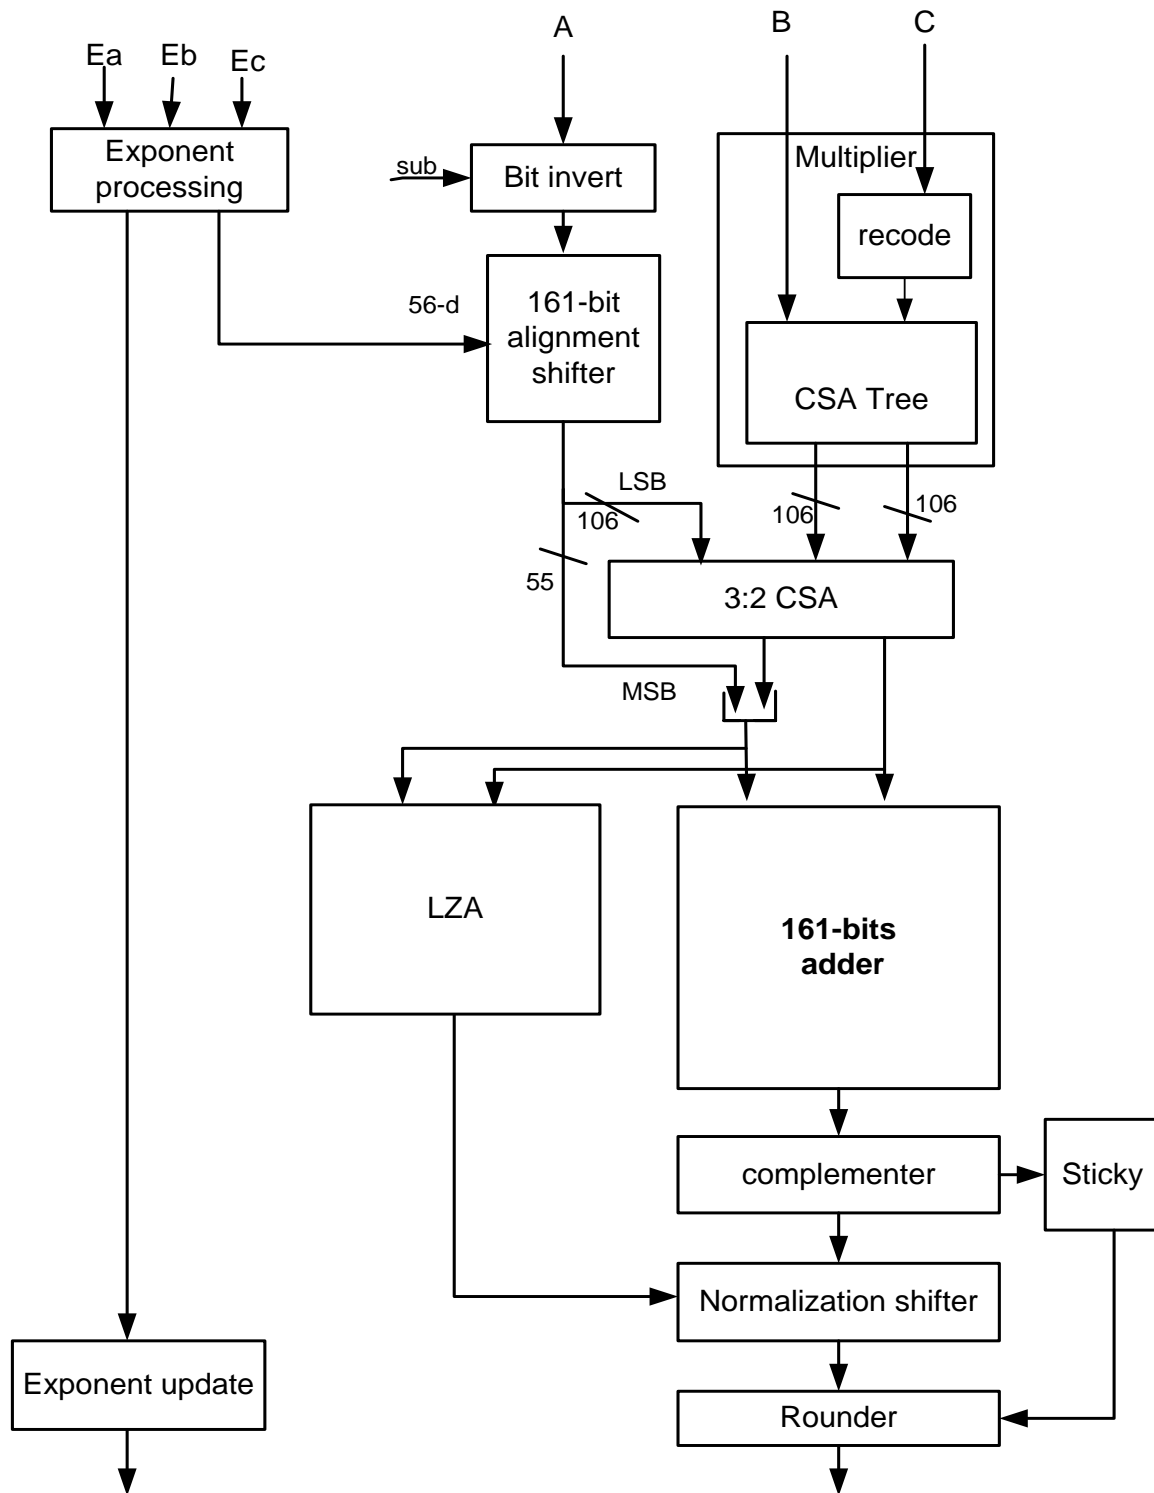 A
B
C
Ea
Eb
Ec
Exponent
processing
sub
Bit invert
Multiplier
recode
56-d
161-bit
alignment
shifter
CSA Tree
LSB
106
106
106
55
3:2 CSA
MSB
LZA
161-bits
adder
complementer
Sticky
Normalization shifter
Exponent update
Rounder